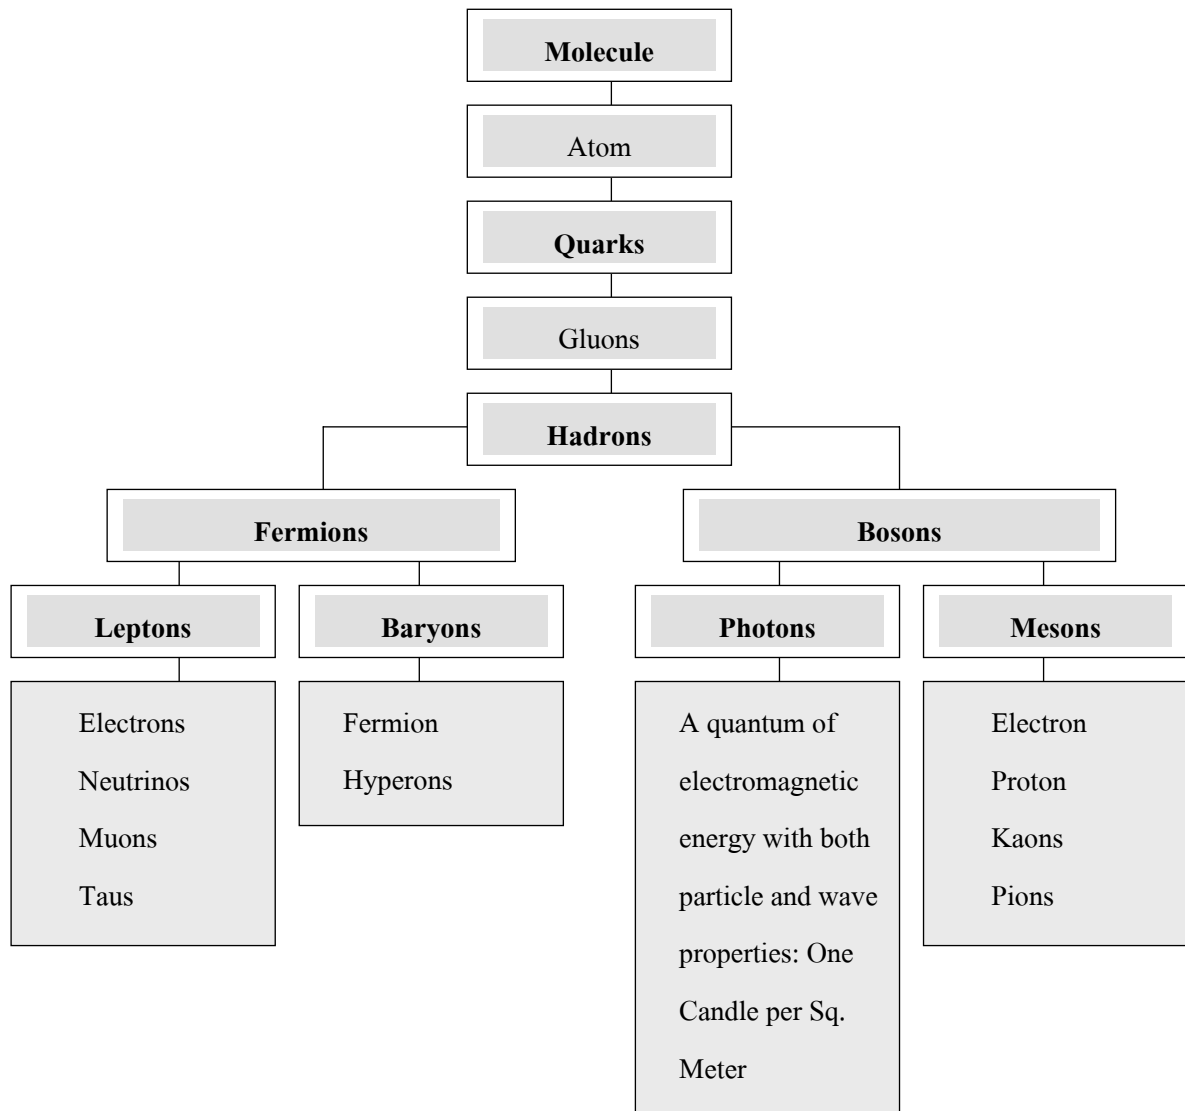 Molecule
Atom
Quarks
Gluons
Hadrons
Fermions
Bosons
Leptons
Baryons
Photons
Mesons
Electrons
Neutrinos
Muons
Taus
Fermion
Hyperons
A quantum of
electromagnetic
energy with both
particle and wave
properties: One
Candle per Sq.
Meter
Electron
Proton
Kaons
Pions